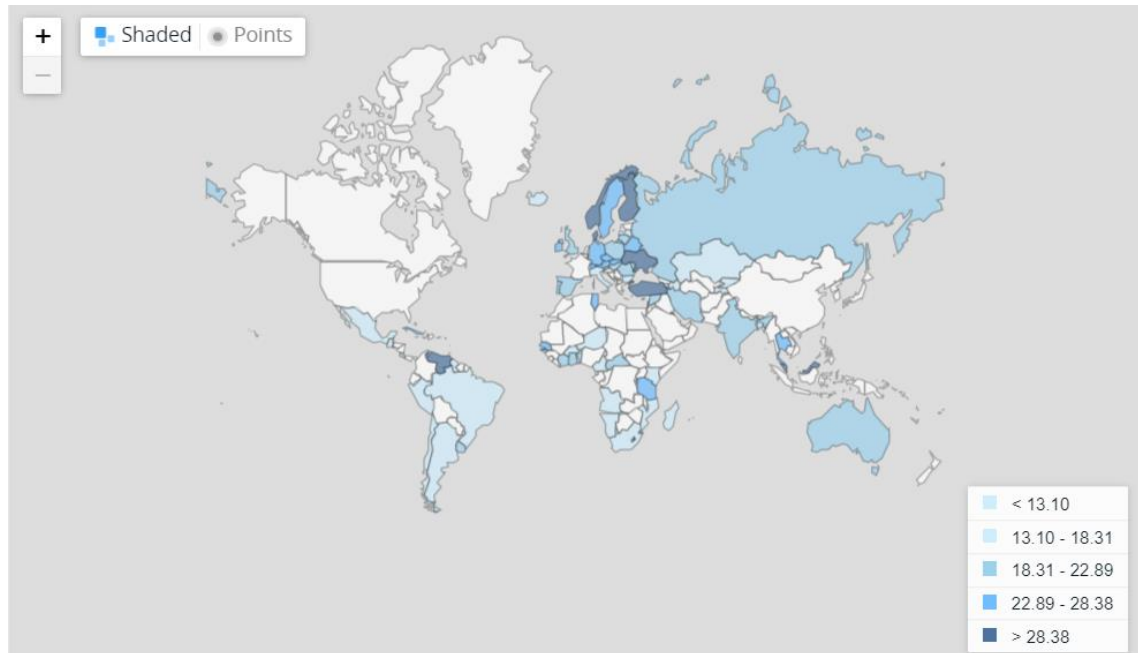 +
Shaded
Points
−
< 13.10
13.10 - 18.31
18.31 - 22.89
22.89 - 28.38
> 28.38